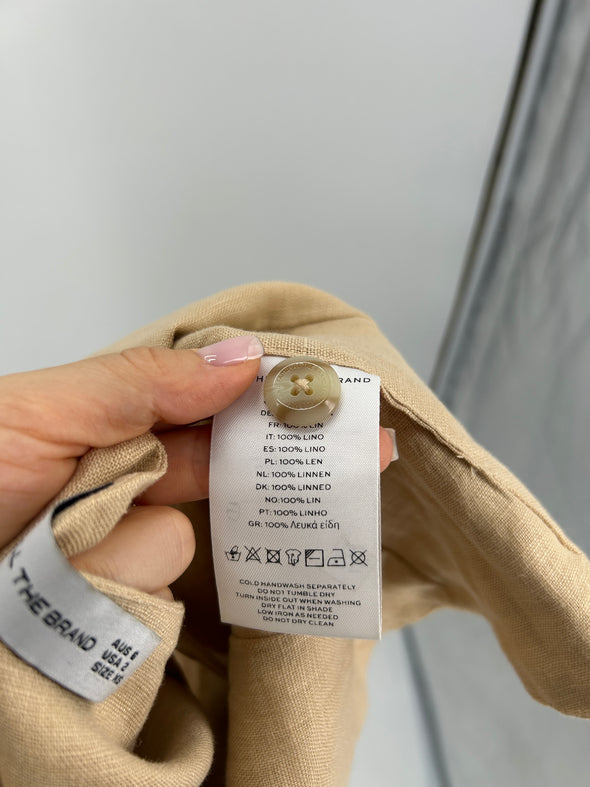 RAND
FR: 100% LIN
IT: 100% LINO
ES: 100% LINO
PL: 100% LEN
NL: 100% LINNEN
DK: 100% LINNED
NO: 100% LIN
PT: 100% LINHO
GR: 100% Λευκά είδη
COLD HANDWASH SEPARATELY
DO NOT TUMBLE DRY
TURN INSIDE OUT WHEN WASHING
DRY FLAT IN SHADE
LOW IRON AS NEEDED
DO NOT DRY CLEAN
THE BRAND
AUS 6
USA 2
SIZE XS